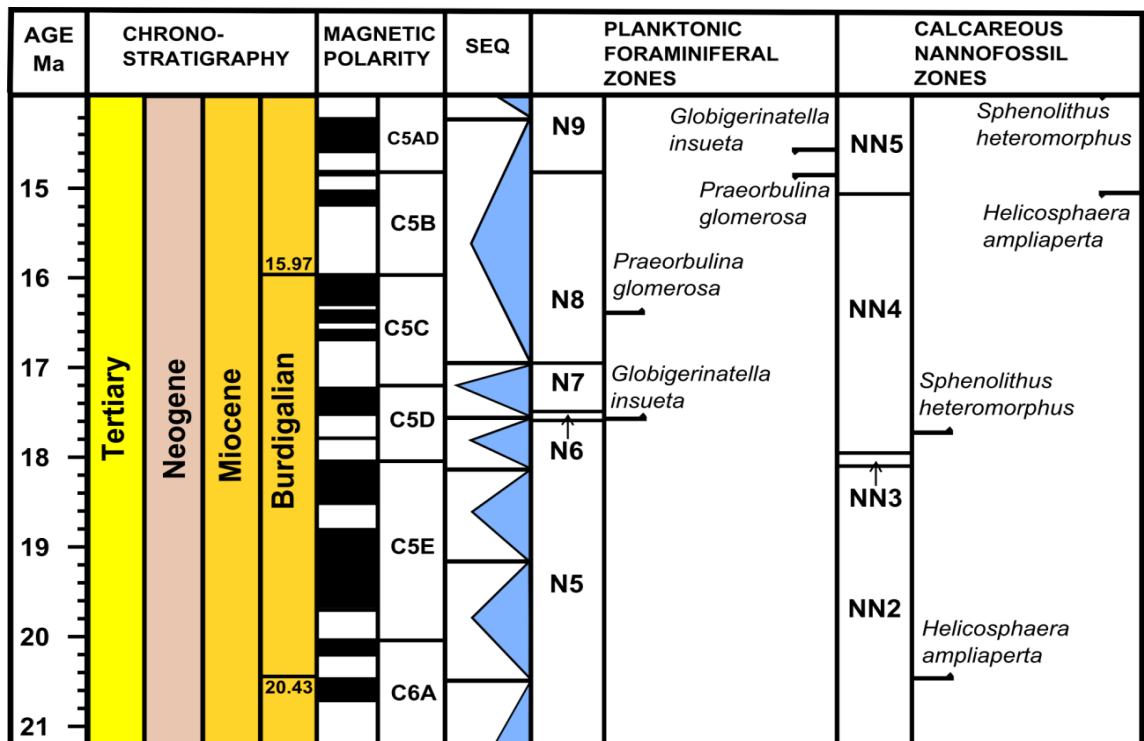 AGE
Ma
CHRONO-
STRATIGRAPHY
MAGNETIC
POLARITY
SEQ
PLANKTONIC
FORAMINIFERAL
ZONES
CALCAREOUS
NANNOFOSSIL
ZONES
15
16
17
18
19
20
21
Tertiary
Neogene
Miocene
15.97
Burdigalian
20.43
C5AD
C5B
C5C
C5D
C5E
C6A
N9
N8
N7
N6
N5
Globigerinatella
insueta
Praeorbulina
glomerosa
Praeorbulina
glomerosa
Globigerinatella
insueta
NN5
NN4
NN3
NN2
Sphenolithus
heteromorphus
Helicosphaera
ampliaperta
Sphenolithus
heteromorphus
Helicosphaera
ampliaperta